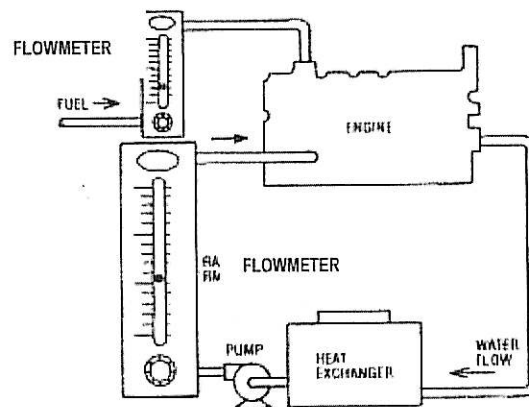 FLOWMETER
FUEL
ENGINE
FLOWMETER
PUMP
HEAT
EXCHANGER
WATER
FLOW